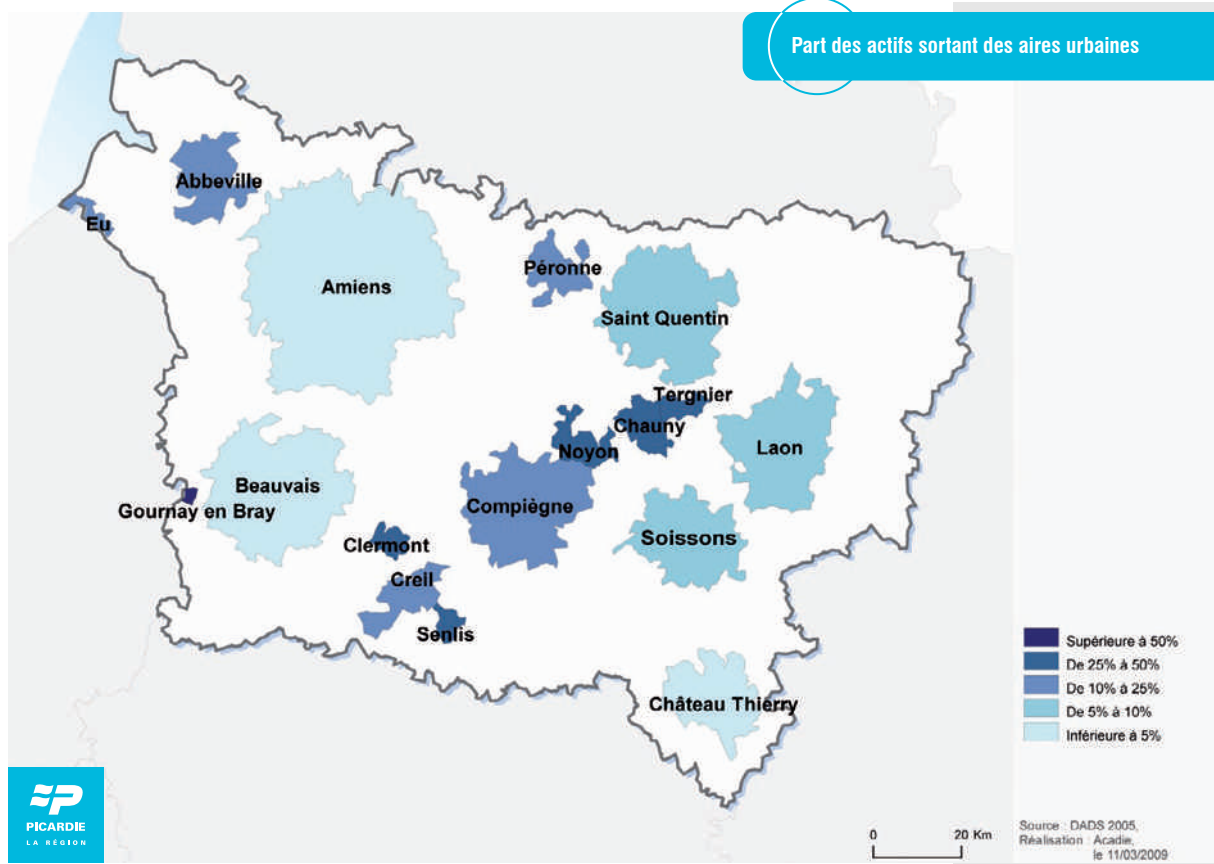 Part des actifs sortant des aires urbaines
Abbeville
Eu
Amiens
Péronne
Saint Quentin
Tergnier
Chauny
Noyon
Laon
Beauvais
Gournay en Bray
Compiègne
Soissons
Clermont
Creil
Senlis
Château Thierry
Supérieure à 50%
De 25% à 50%
De 10% à 25%
De 5% à 10%
Inférieure à 5%
PICARDIE
LA RÉGION
0 20 Km
Source : DADS 2005,
Réalisation : Acadie,
le 11/03/2009